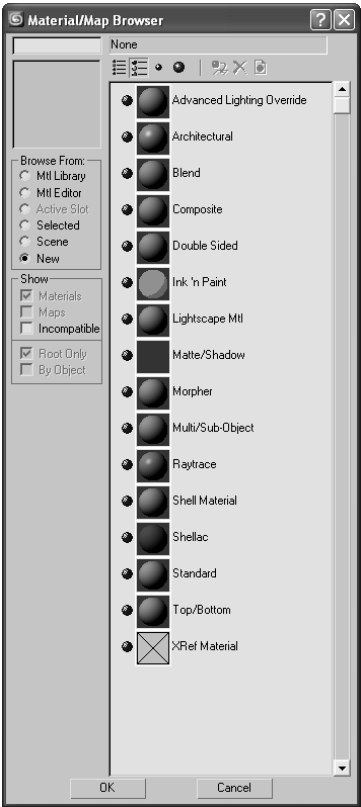 Material/Map Browser
None
Advanced Lighting Override
Architectural
Blend
Browse From:
Mtl Library
Mtl Editor
Active Slot
Selected
Scene
New
Composite
Double Sided
Show
Materials
Maps
Incompatible
Root Only
By Object
Ink 'n Paint
Lightscape Mtl
Matte/Shadow
Morpher
Multi/Sub-Object
Raytrace
Shell Material
Shellac
Standard
Top/Bottom
XRef Material
OK
Cancel